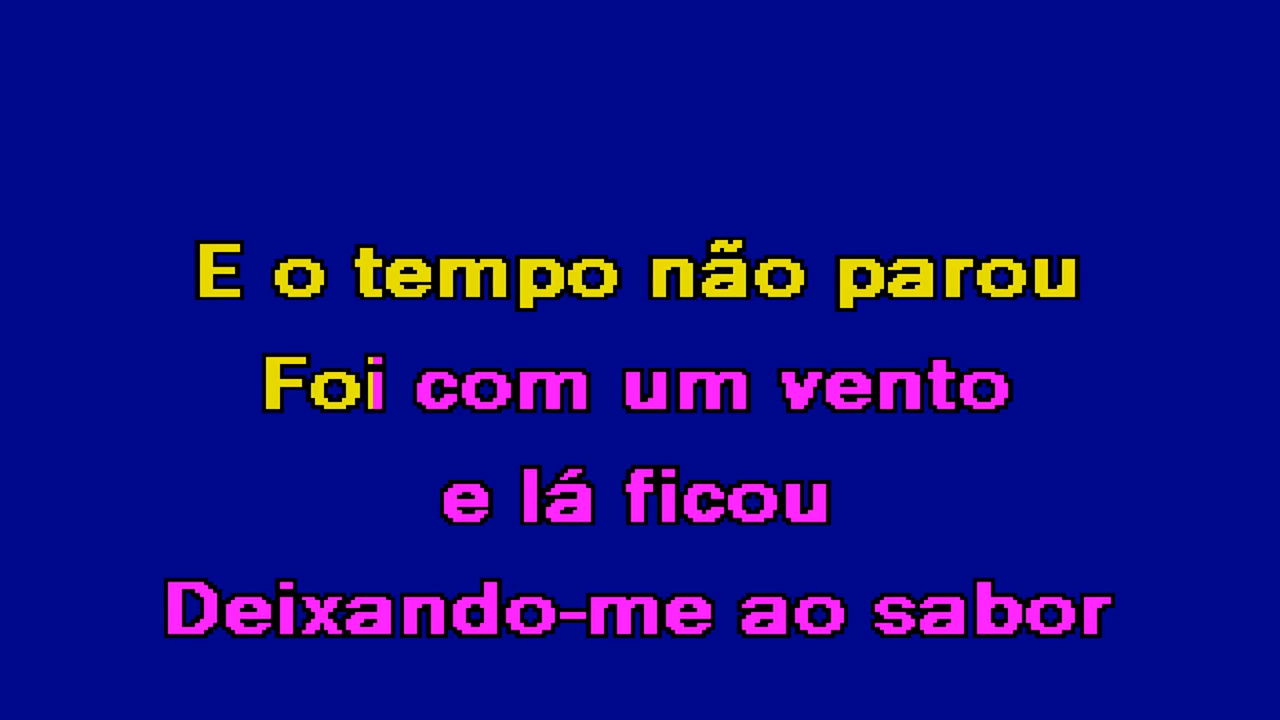 E o tempo não parou
Foi com um vento
e lá ficou
Deixando-me ao sabor